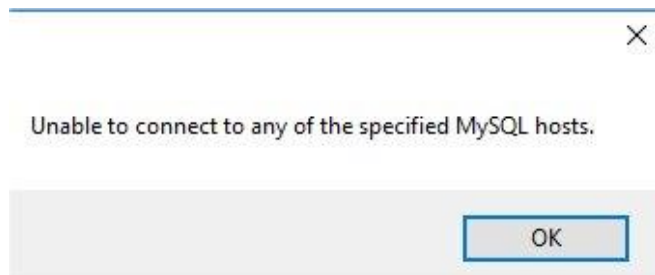 Unable to connect to any of the specified MySQL hosts.
OK